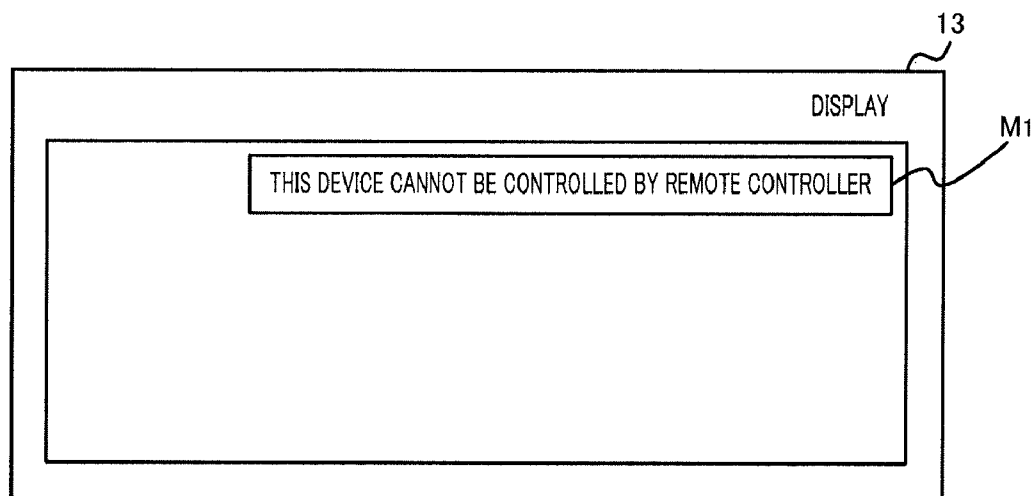 13
DISPLAY
M1
THIS DEVICE CANNOT BE CONTROLLED BY REMOTE CONTROLLER